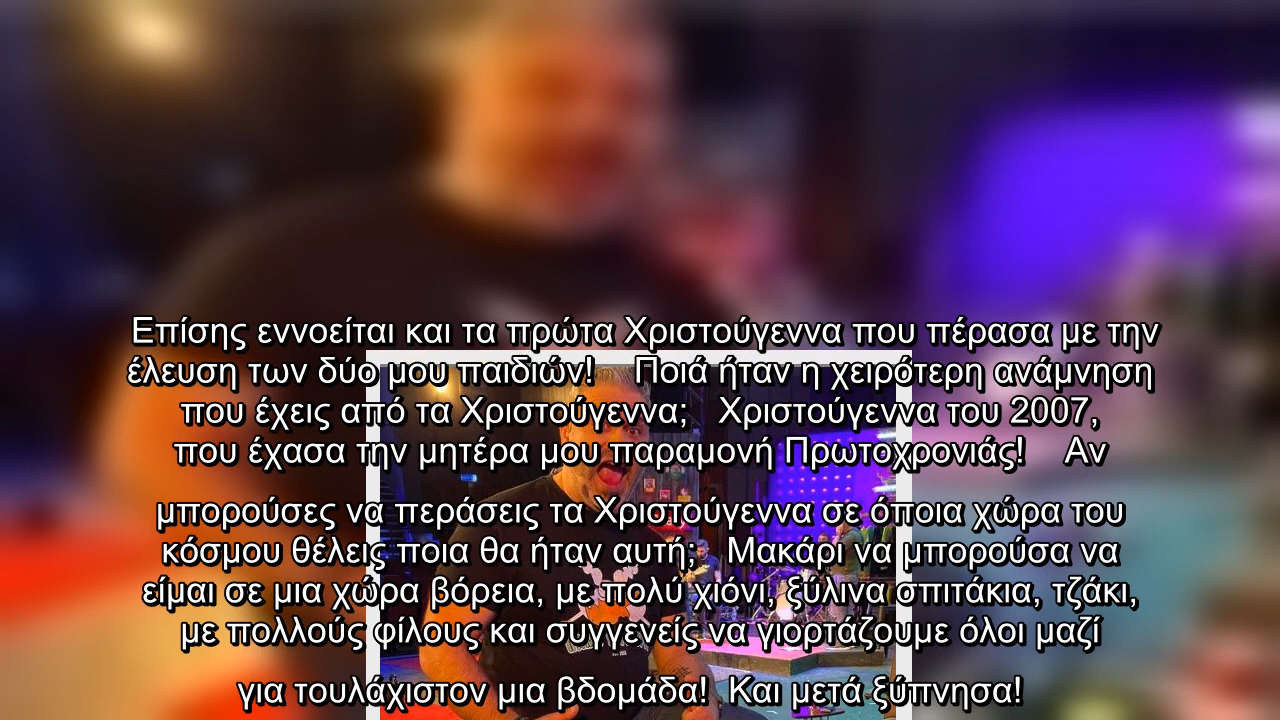 Επίσης εννοείται και τα πρώτα Χριστούγεννα που πέρασα με την
έλευση των δύο μου παιδιών! Ποιά ήταν η χειρότερη ανάμνηση
που έχεις από τα Χριστούγεννα; Χριστούγεννα του 2007,
που έχασα την μητέρα μου παραμονή Πρωτοχρονιάς! Αν
μπορούσες να περάσεις τα Χριστούγεννα σε όποια χώρα του
κόσμου θέλεις ποια θα ήταν αυτή; Μακάρι να μπορούσα να
είμαι σε μια χώρα βόρεια, με πολύ χιόνι, ξύλινα σπιτάκια, τζάκι,
με πολλούς φίλους και συγγενείς να γιορτάζουμε όλοι μαζί
για τουλάχιστον μια βδομάδα! Και μετά ξύπνησα!